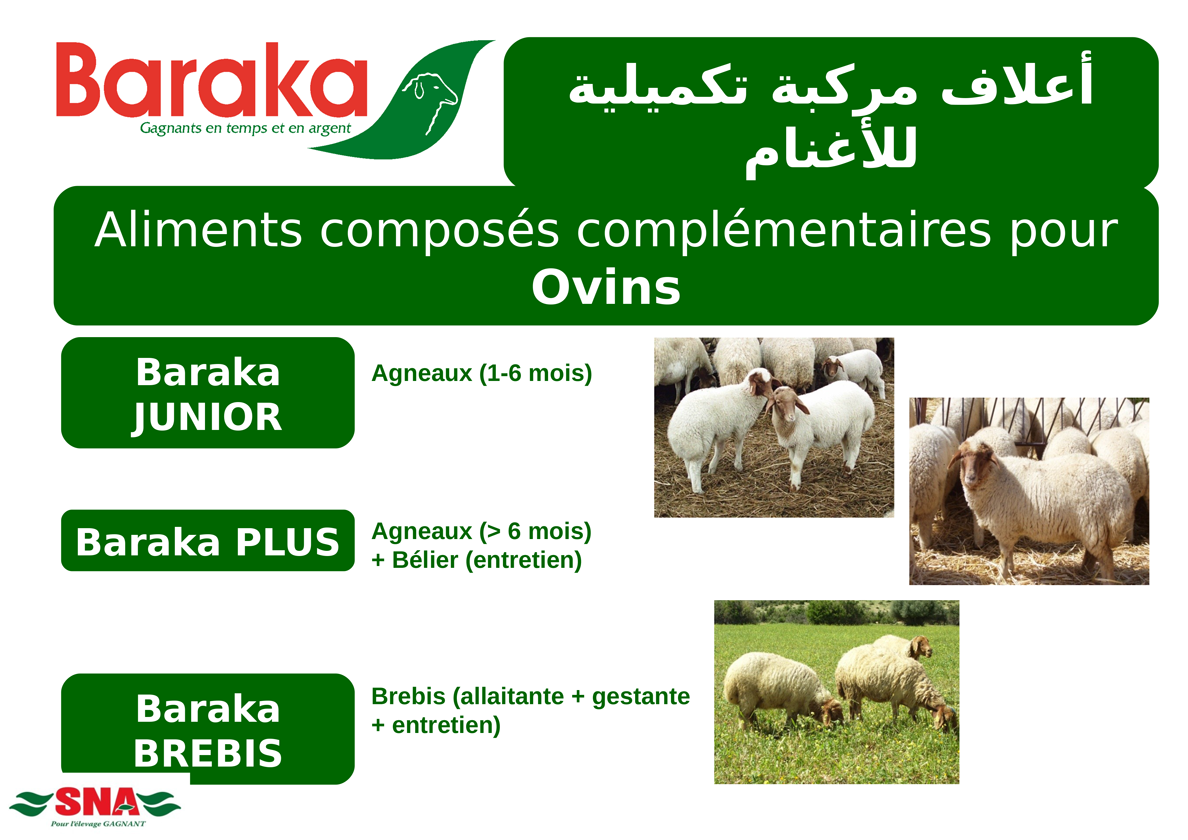 Baraka
Gagnants en temps et en argent
أعلاف مركبة تكميلية
للأغنام
Aliments composés complémentaires pour
Ovins
Baraka
JUNIOR
Agneaux (1-6 mois)
Baraka PLUS
Agneaux (> 6 mois)
+ Bélier (entretien)
Baraka
BREBIS
Brebis (allaitante + gestante
+ entretien)
SNA
Pour l'élevage GAGNANT